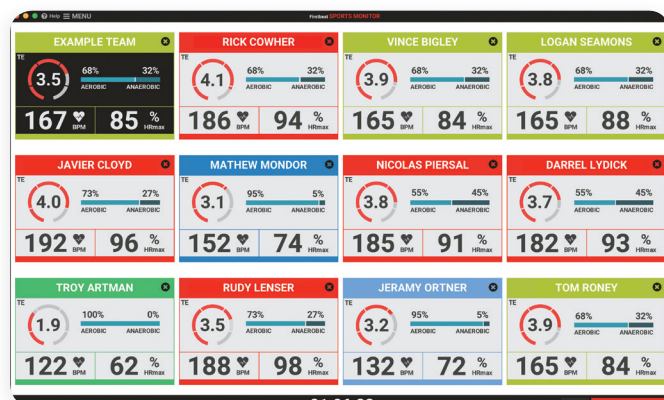 Help MENU
Firstbeat SPORTS MONITOR
EXAMPLE TEAM
TE
3.5
68% 32%
AEROBIC ANAEROBIC
167 BPM 85 % HRmax
RICK COWHER
TE
4.1
68% 32%
AEROBIC ANAEROBIC
186 BPM 94 % HRmax
VINCE BIGLEY
TE
3.9
68% 32%
AEROBIC ANAEROBIC
165 BPM 84 % HRmax
LOGAN SEAMONS
TE
3.8
68% 32%
AEROBIC ANAEROBIC
165 BPM 88 % HRmax
JAVIER CLOYD
TE
4.0
73% 27%
AEROBIC ANAEROBIC
192 BPM 96 % HRmax
MATHEW MONDOR
TE
3.1
95% 5%
AEROBIC ANAEROBIC
152 BPM 74 % HRmax
NICOLAS PIERSAL
TE
3.8
55% 45%
AEROBIC ANAEROBIC
185 BPM 91 % HRmax
DARREL LYDICK
TE
3.7
55% 45%
AEROBIC ANAEROBIC
182 BPM 93 % HRmax
TROY ARTMAN
TE
1.9
100% 0%
AEROBIC ANAEROBIC
122 BPM 62 % HRmax
RUDY LENSER
TE
3.5
73% 27%
AEROBIC ANAEROBIC
188 BPM 98 % HRmax
JERAMY ORTNER
TE
3.2
95% 5%
AEROBIC ANAEROBIC
132 BPM 72 % HRmax
TOM RONEY
TE
3.9
68% 32%
AEROBIC ANAEROBIC
165 BPM 84 % HRmax